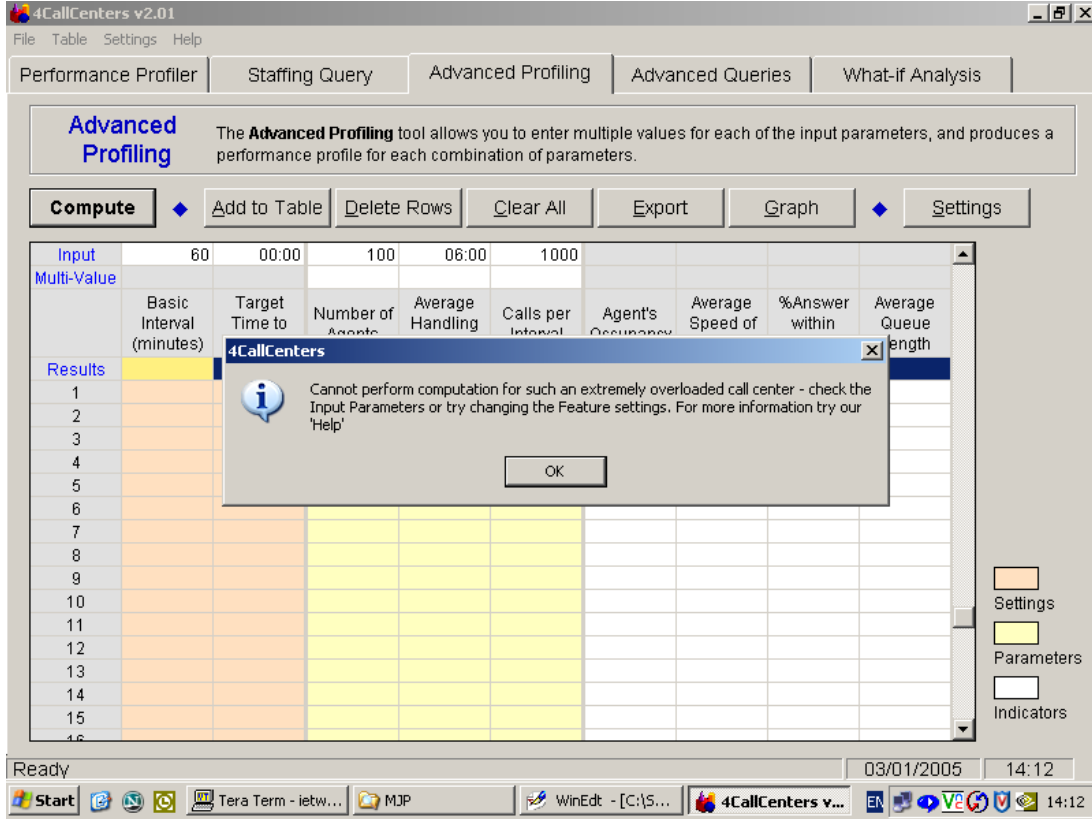 4CallCenters v2.01
File Table Settings Help
Performance Profiler Staffing Query Advanced Profiling Advanced Queries What-if Analysis
Advanced Profiling
The Advanced Profiling tool allows you to enter multiple values for each of the input parameters, and produces a
performance profile for each combination of parameters.
Compute Add to Table Delete Rows Clear All Export Graph Settings
Input 60 00:00 100 06:00 1000
Multi-Value
Basic Interval (minutes)
Target Time to
Number of Agents
Average Handling
Calls per Interval
Agent's Occupancy
Average Speed of
%Answer within
Average Queue Length
Results
4CallCenters
Cannot perform computation for such an extremely overloaded call center - check the
Input Parameters or try changing the Feature settings. For more information try our
'Help'
OK
1
2
3
4
5
6
7
8
9
10
11
12
13
14
15
16
Settings
Parameters
Indicators
Ready 03/01/2005 14:12
Start Tera Term - ietw... MJP WinEdt - [C:\S... 4CallCenters v... EN 14:12